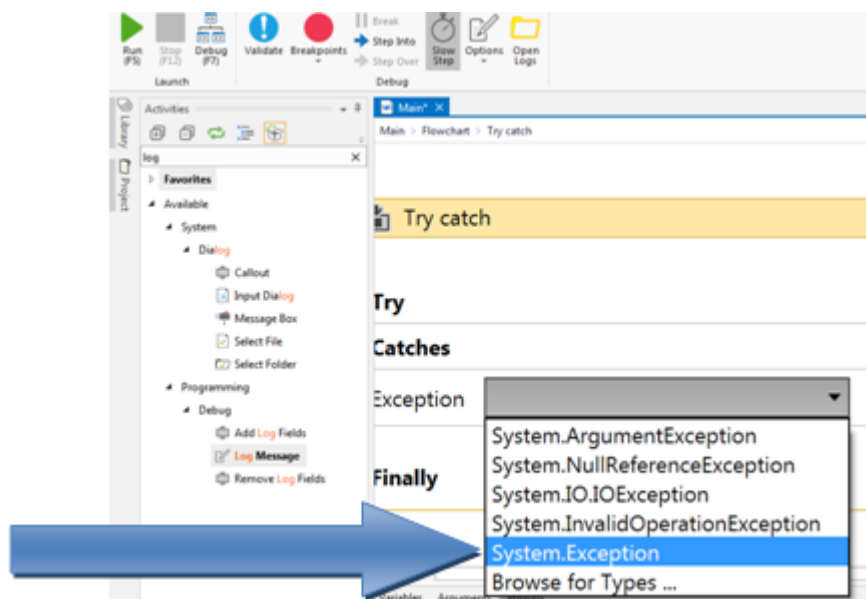 Run (F5)
Stop (F12)
Debug (F7)
Validate
Breakpoints
Break
Step Into
Step Over
Slow Step
Options
Open Logs
Launch
Debug
Library
Project
Activities
log
Favorites
Available
System
Dialog
Callout
Input Dialog
Message Box
Select File
Select Folder
Programming
Debug
Add Log Fields
Log Message
Remove Log Fields
Main*
Main > Flowchart > Try catch
Try catch
Try
Catches
Exception
System.ArgumentException
System.NullReferenceException
System.IO.IOException
System.InvalidOperationException
System.Exception
Browse for Types ...
Finally
Variables Arguments